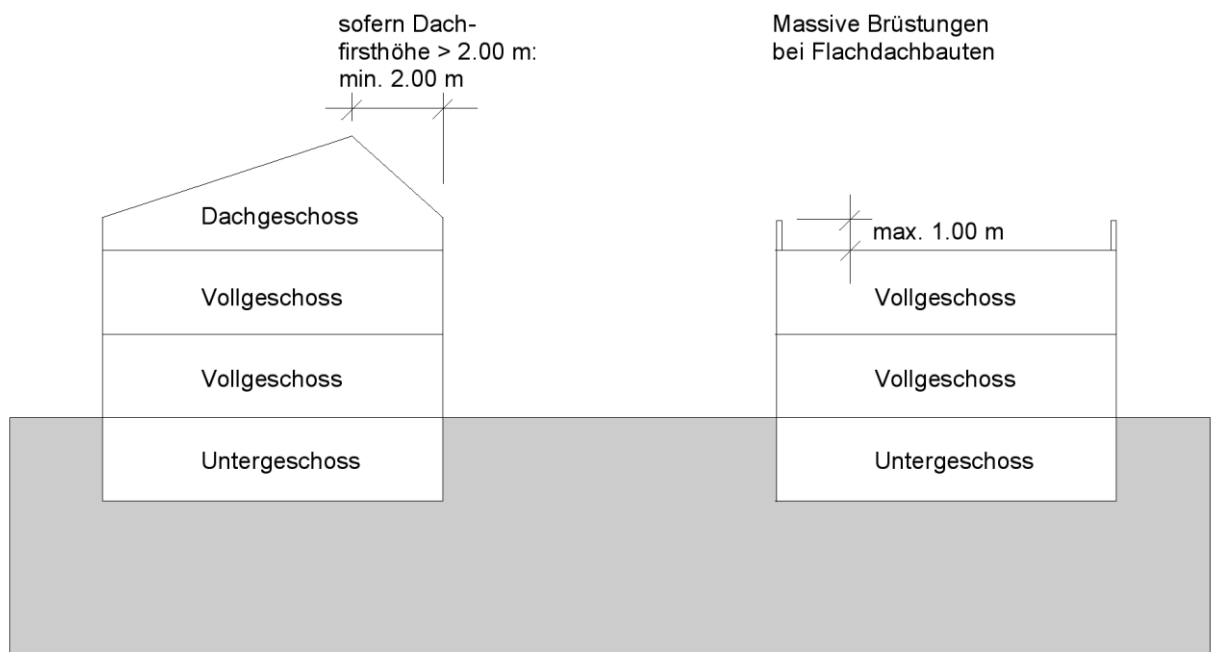 sofern Dach-
firsthöhe > 2.00 m:
min. 2.00 m
Massive Brüstungen
bei Flachdachbauten
Dachgeschoss
Vollgeschoss
Vollgeschoss
Untergeschoss
max. 1.00 m
Vollgeschoss
Vollgeschoss
Untergeschoss